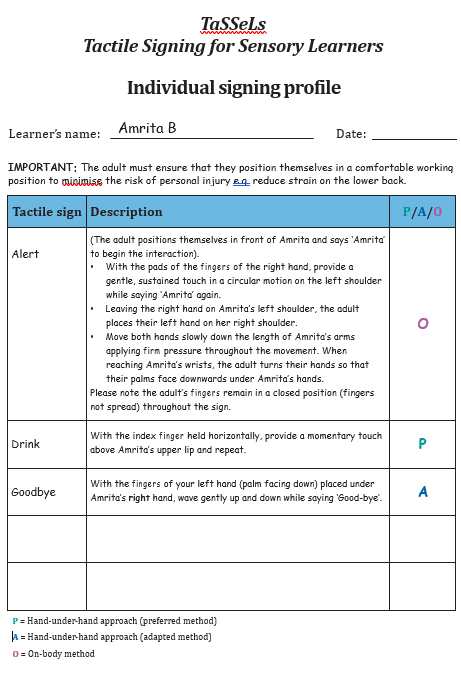 TaSSeLs
Tactile Signing for Sensory Learners
Individual signing profile
Learner's name: Amrita B Date:
IMPORTANT: The adult must ensure that they position themselves in a comfortable working
position to minimise the risk of personal injury e.g. reduce strain on the lower back.
Tactile sign Description P/A/O
Alert
(The adult positions themselves in front of Amrita and says 'Amrita'
to begin the interaction).
• With the pads of the fingers of the right hand, provide a
gentle, sustained touch in a circular motion on the left shoulder
while saying 'Amrita' again.
• Leaving the right hand on Amrita's left shoulder, the adult
places their left hand on her right shoulder.
• Move both hands slowly down the length of Amrita's arms
applying firm pressure throughout the movement. When
reaching Amrita's wrists, the adult turns their hands so that
their palms face downwards under Amrita's hands.
Please note the adult's fingers remain in a closed position (fingers
not spread) throughout the sign.
O
Drink
With the index finger held horizontally, provide a momentary touch
above Amrita's upper lip and repeat.
P
Goodbye
With the fingers of your left hand (palm facing down) placed under
Amrita's right hand, wave gently up and down while saying 'Good-bye'.
A
P = Hand-under-hand approach (preferred method)
A = Hand-under-hand approach (adapted method)
O = On-body method